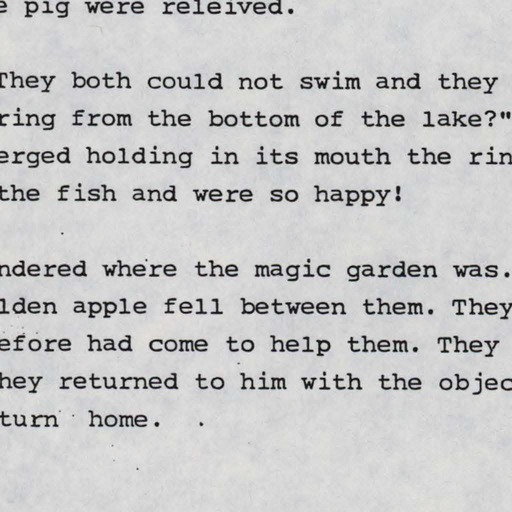 e pig were releived.
They both could not swim and they
ring from the bottom of the lake?"
erged holding in its mouth the rin
the fish and were so happy!
ndered where the magic garden was.
lden apple fell between them. They
efore had come to help them. They
hey returned to him with the objec
turn home.